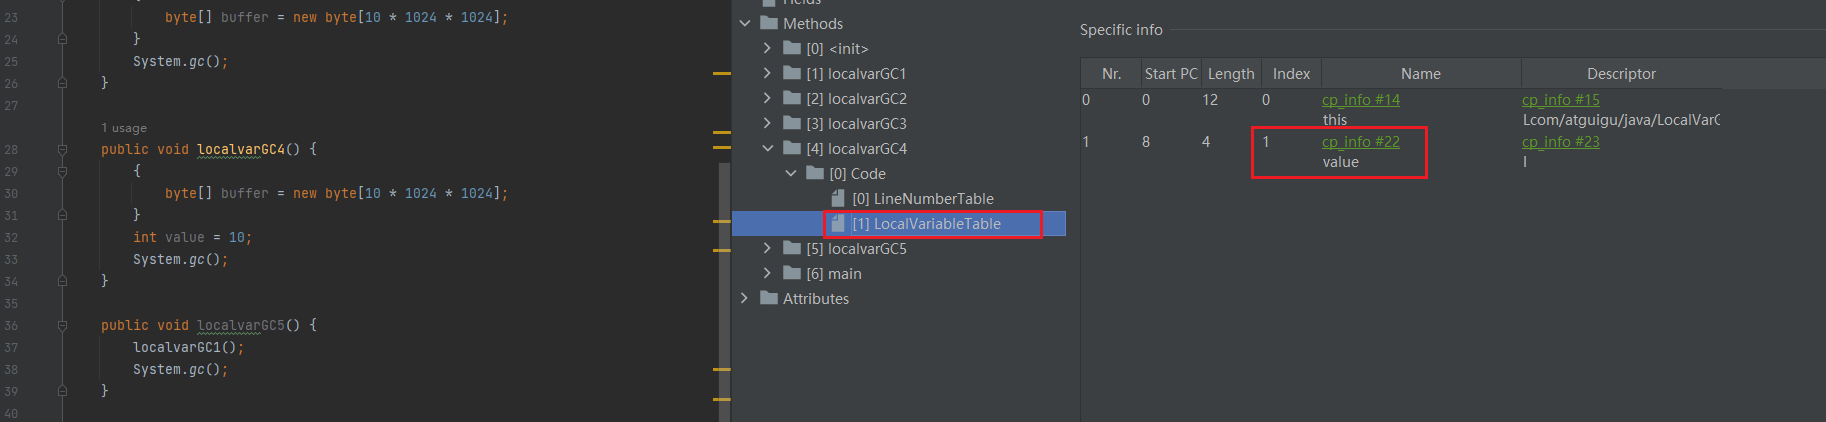 23
byte[] buffer = new byte[10 * 1024 * 1024];
24 }
25 System.gc();
26 }
27
1 usage
28 public void localvarGC4() {
29 {
30 byte[] buffer = new byte[10 * 1024 * 1024];
31 }
32 int value = 10;
33 System.gc();
34 }
35
36 public void localvarGC5() {
37 localvarGC1();
38 System.gc();
39 }
40
Fields
Methods
[0] <init>
[1] localvarGC1
[2] localvarGC2
[3] localvarGC3
[4] localvarGC4
[0] Code
[0] LineNumberTable
[1] LocalVariableTable
[5] localvarGC5
[6] main
Attributes
Specific info
Nr. Start PC Length Index Name Descriptor
0 0 12 0 cp_info #14 cp_info #15
this Lcom/atguigu/java/LocalVarG
1 8 4 1 cp_info #22 cp_info #23
value I